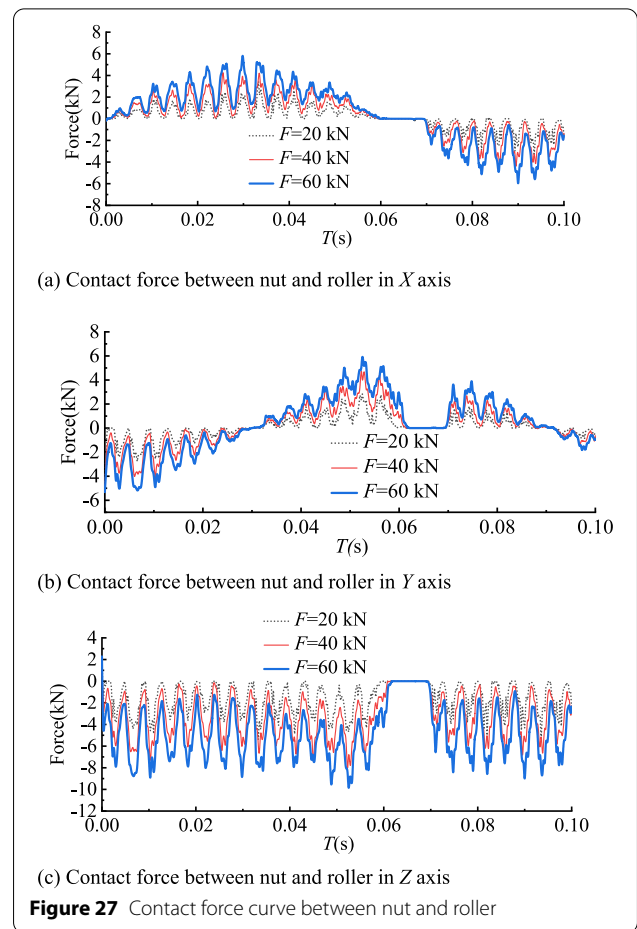 8
6
4
2
0
-2
-4
-6
-8
Force(kN)
F=20 kN
F=40 kN
F=60 kN
0.00 0.02 0.04 0.06 0.08 0.10
T(s)
(a) Contact force between nut and roller in X axis
8
6
4
2
0
-2
-4
-6
Force(kN)
F=20 kN
F=40 kN
F=60 kN
0.00 0.02 0.04 0.06 0.08 0.10
T(s)
(b) Contact force between nut and roller in Y axis
F=20 kN
F=40 kN
F=60 kN
4
2
0
-2
-4
-6
-8
-10
-12
Force(kN)
0.00 0.02 0.04 0.06 0.08 0.10
T(s)
(c) Contact force between nut and roller in Z axis
Figure 27 Contact force curve between nut and roller